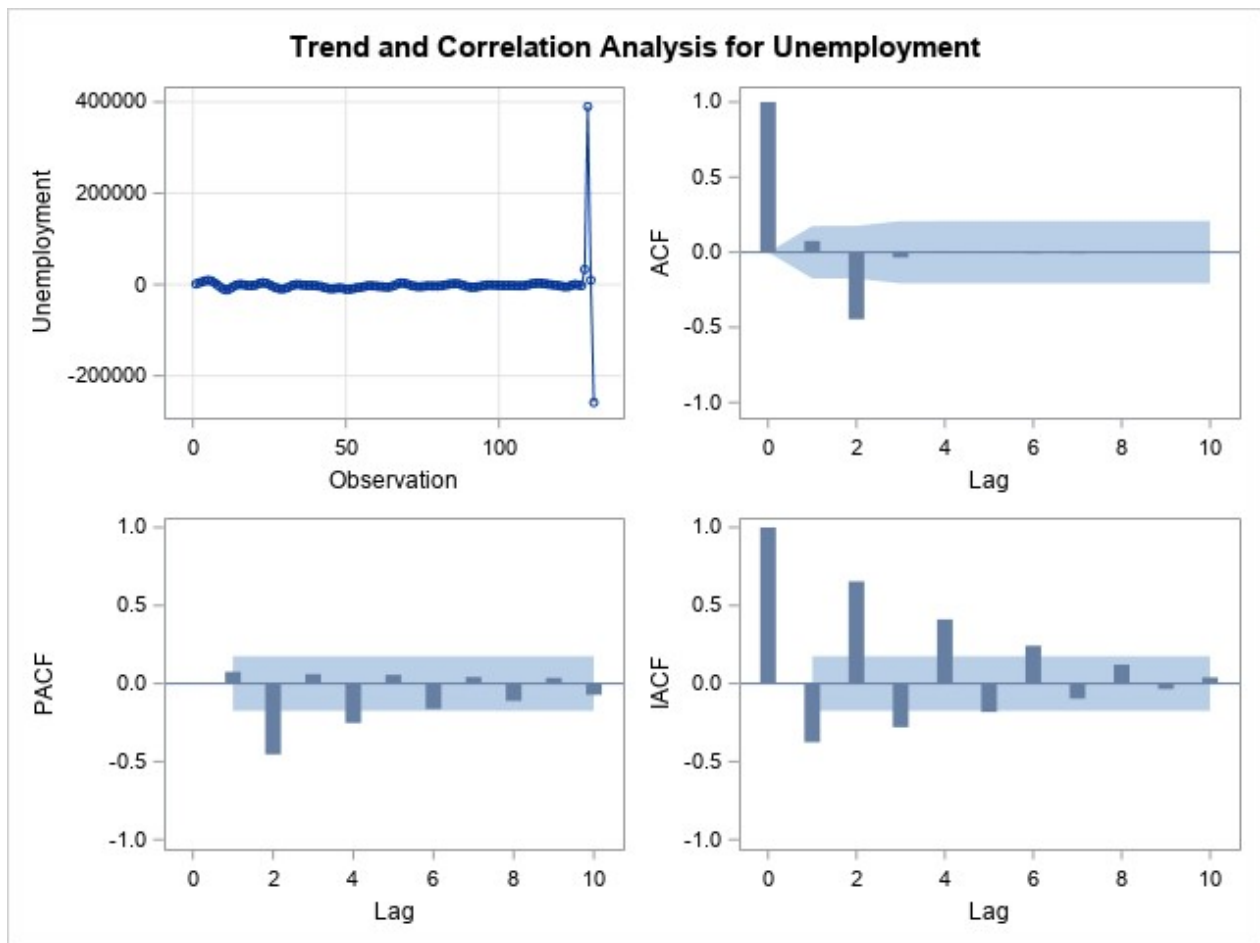 Trend and Correlation Analysis for Unemployment
400000
200000
0
-200000
Unemployment
0 50 100
Observation
1.0
0.5
0.0
-0.5
-1.0
ACF
0 2 4 6 8 10
Lag
1.0
0.5
0.0
-0.5
-1.0
PACF
0 2 4 6 8 10
Lag
1.0
0.5
0.0
-0.5
-1.0
IACF
0 2 4 6 8 10
Lag